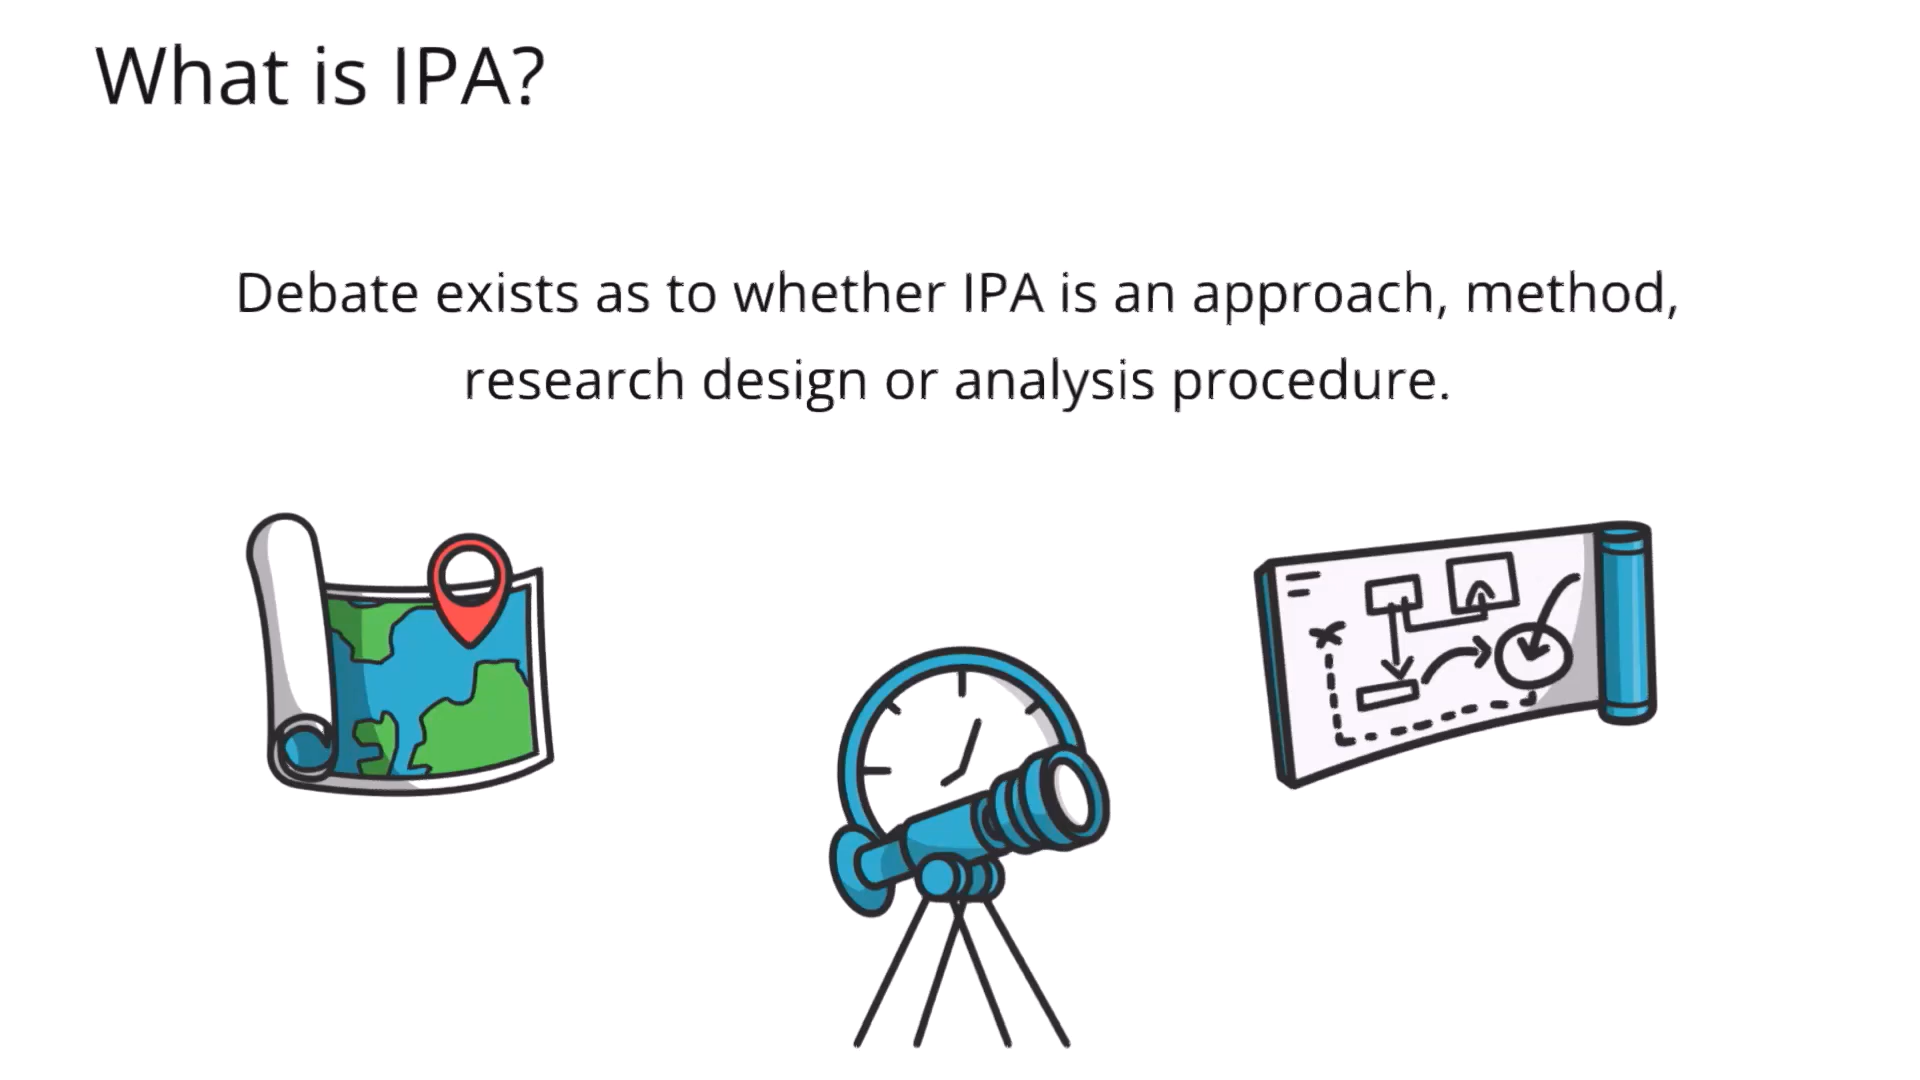 What is IPA?
Debate exists as to whether IPA is an approach, method,
research design or analysis procedure.